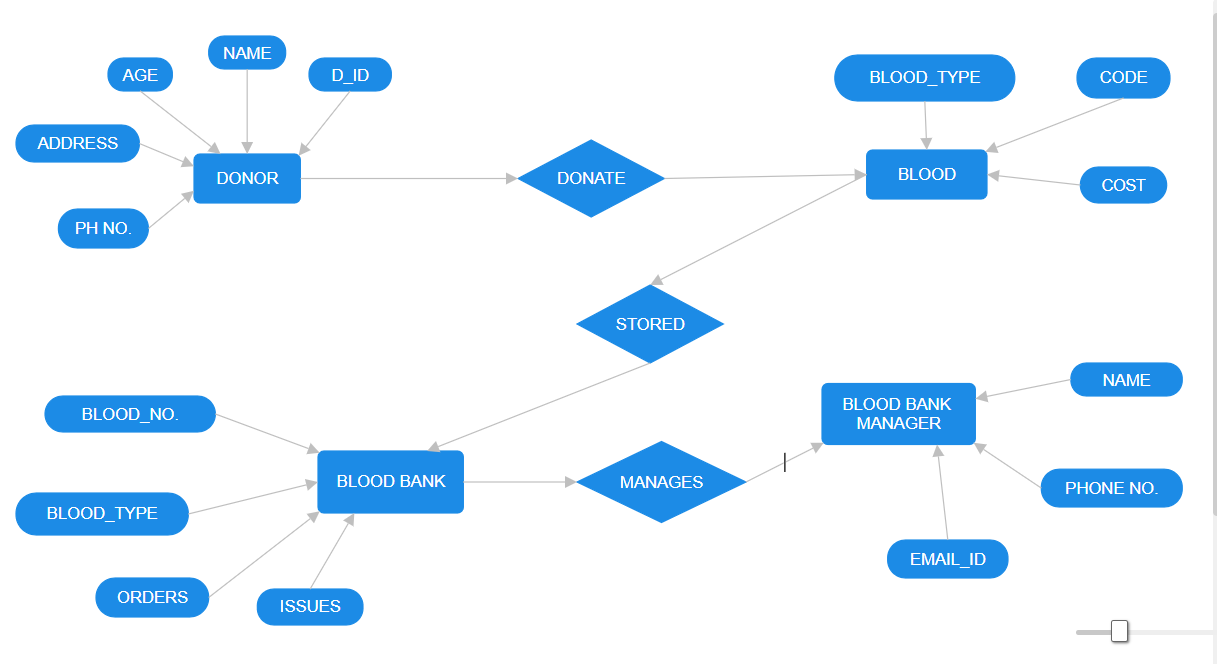 NAME
AGE
D_ID
BLOOD_TYPE
CODE
ADDRESS
DONOR
DONATE
BLOOD
COST
PH NO.
STORED
NAME
BLOOD_NO.
BLOOD BANK
MANAGER
BLOOD BANK
MANAGES
PHONE NO.
BLOOD_TYPE
EMAIL_ID
ORDERS
ISSUES